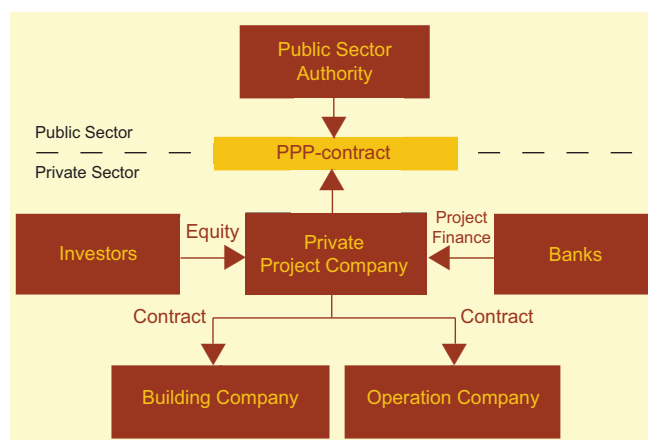 Public Sector
Authority
Public Sector
PPP-contract
Private Sector
Equity
Project
Finance
Investors
Private
Project Company
Banks
Contract
Contract
Building Company
Operation Company